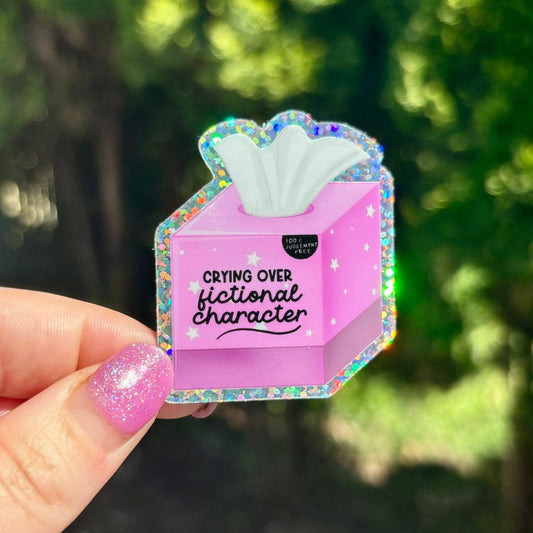 100%
JUDGEMENT
FREE
CRYING OVER
fictional
character